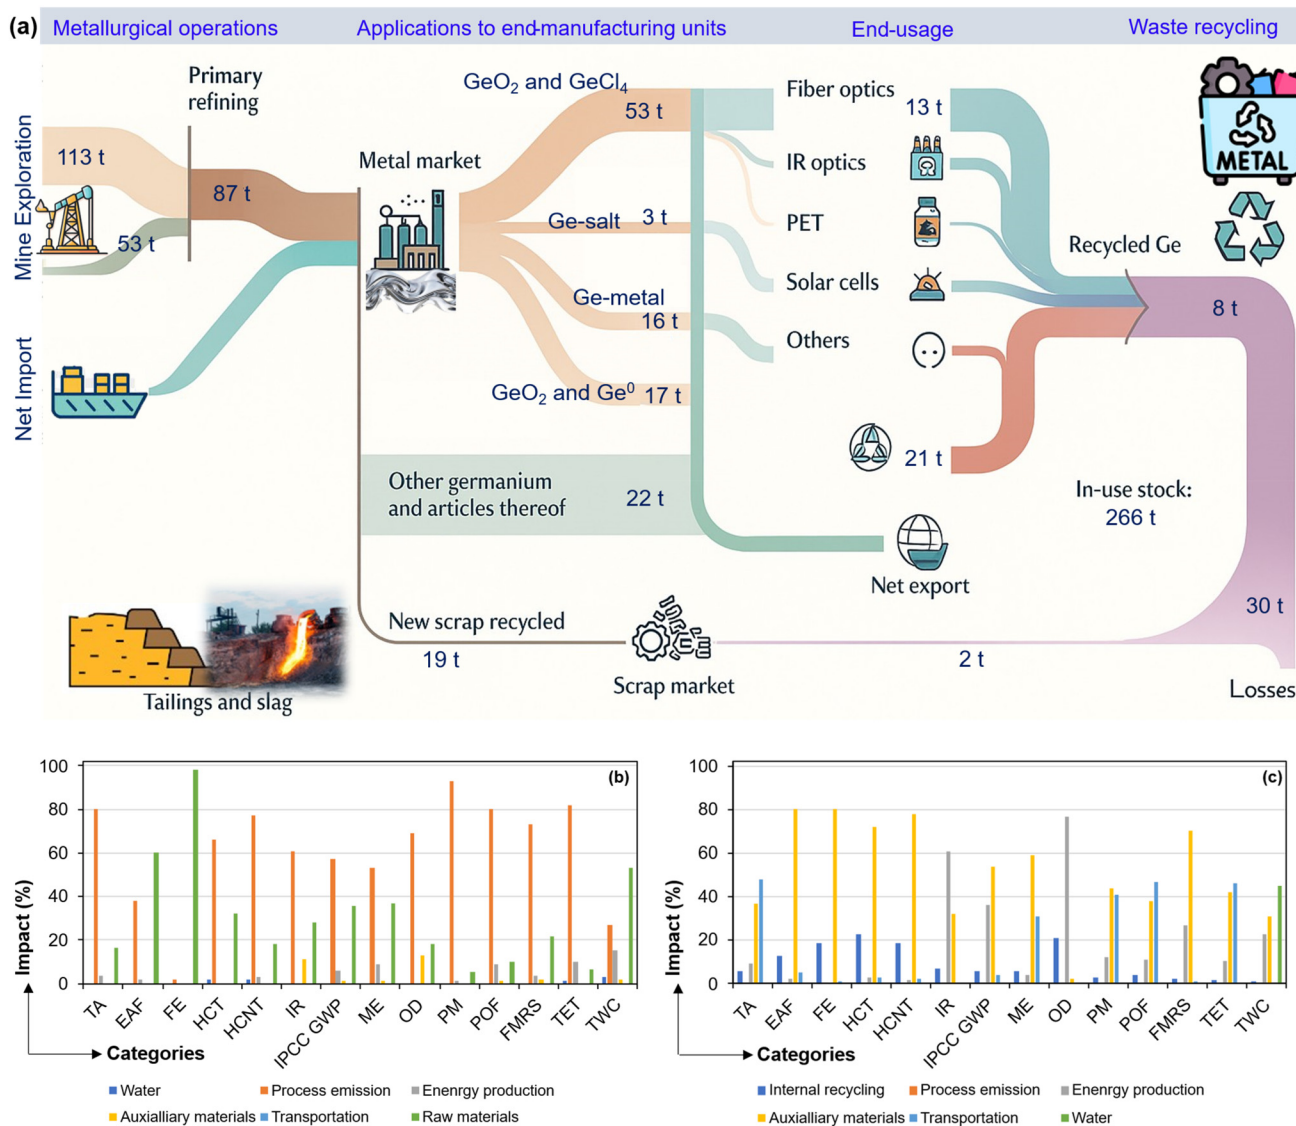 (a) Metallurgical operations Applications to end-manufacturing units End-usage Waste recycling
Primary
refining
113 t
87 t
53 t
Mine Exploration
Net Import
Metal market
GeO₂ and GeCl₄
53 t
Ge-salt 3 t
Ge-metal
16 t
GeO₂ and Ge⁰ 17 t
Other germanium
and articles thereof
22 t
Fiber optics 13 t
IR optics
PET
Solar cells
Others
21 t
Recycled Ge
METAL
8 t
In-use stock:
266 t
Net export
30 t
Losses
New scrap recycled
19 t
Scrap market
2 t
Tailings and slag
(b)
Impact (%)
100
80
60
40
20
0
TA EAF FE HCT HCNT IR IPCC GWP ME OD PM POF FMRS TET TWC
Categories
Water Process emission Enenrgy production
Auxialliary materials Transportation Raw materials
(c)
Impact (%)
100
80
60
40
20
0
TA EAF FE HCT HCNT IR IPCC GWP ME OD PM POF FMRS TET TWC
Categories
Internal recycling Process emission Enenrgy production
Auxialliary materials Transportation Water